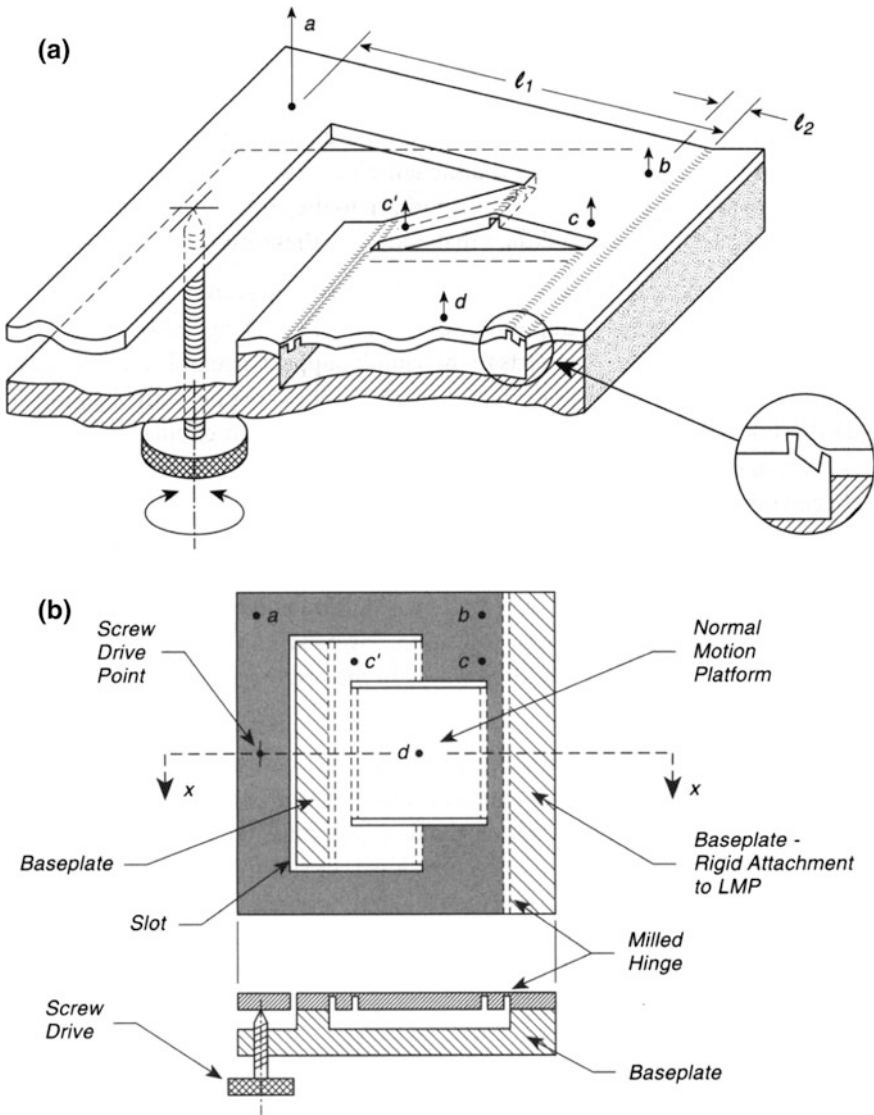 (a)
a
ℓ1
ℓ2
b
c'
c
d
(b)
Screw
Drive
Point
a
b
Normal
Motion
Platform
c'
c
d
x
x
Baseplate
Baseplate -
Rigid Attachment
to LMP
Slot
Milled
Hinge
Screw
Drive
Baseplate